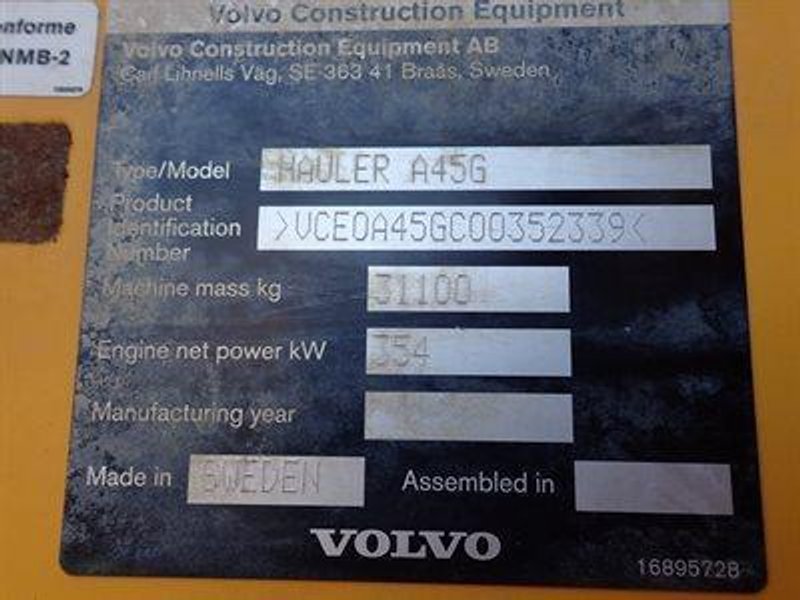 onforme
NMB-2
Volvo Construction Equipment
Volvo Construction Equipment AB
Carl Lihnells Väg, SE-363 41 Braås, Sweden
Type/Model HAULER A45G
Product
Identification >VCE0A45GC00352339<
Number
Machine mass kg 31100
Engine net power kW 354
Manufacturing year
Made in SWEDEN Assembled in
VOLVO
16895728